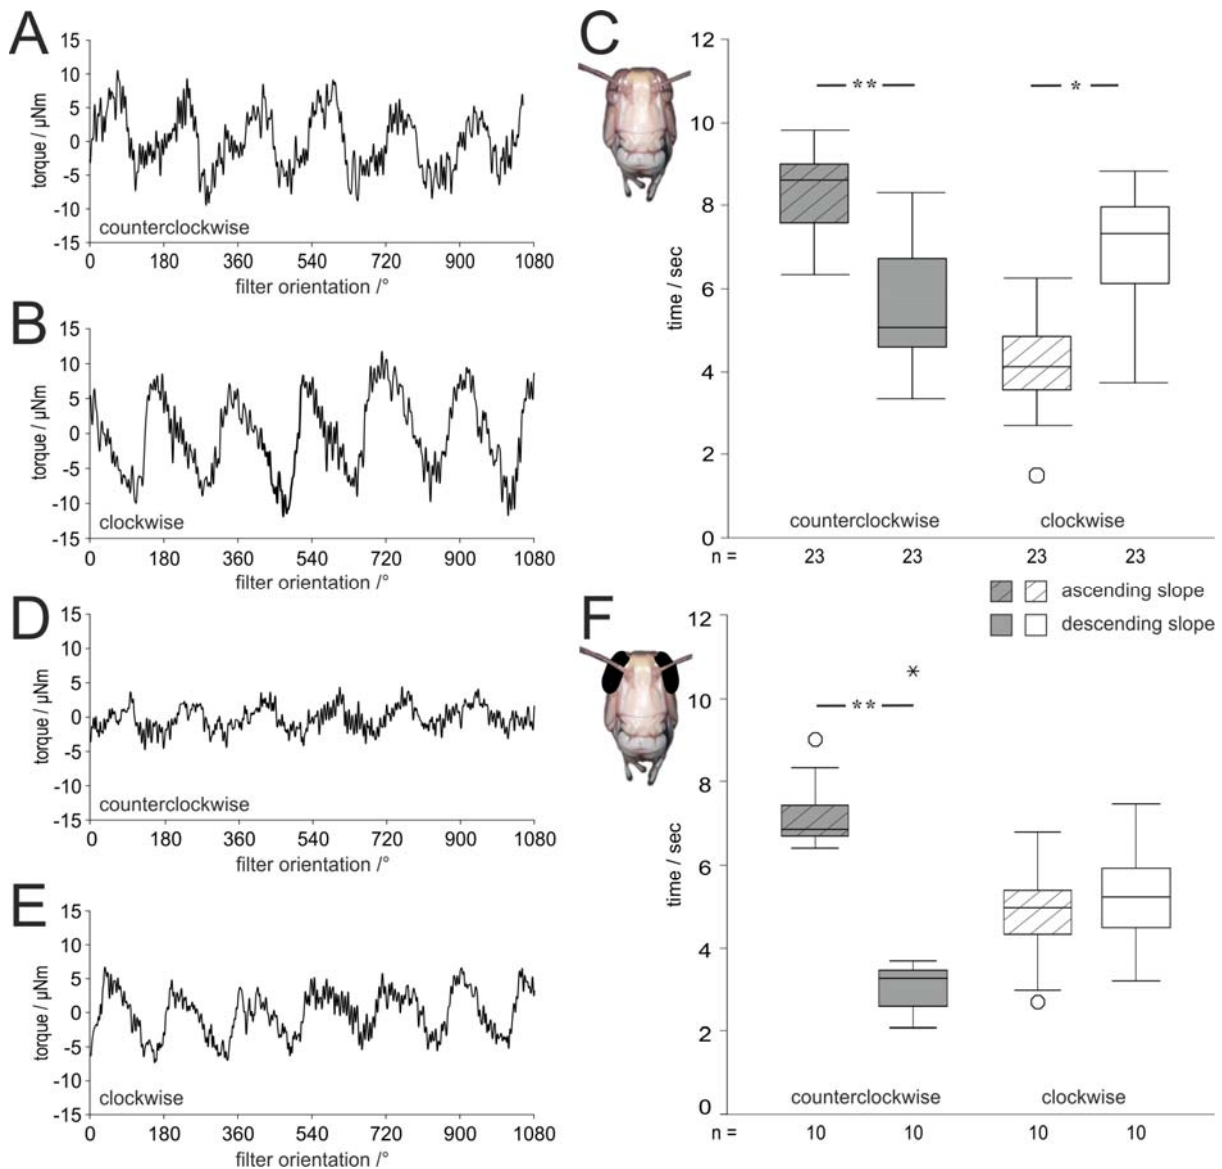 A
15
10
5
0
-5
-10
-15
torque / µNm
counterclockwise
0 180 360 540 720 900 1080
filter orientation /°
B
15
10
5
0
-5
-10
-15
torque / µNm
clockwise
0 180 360 540 720 900 1080
filter orientation /°
C
12
10
8
6
4
2
0
time / sec
** *
counterclockwise clockwise
n = 23 23 23 23
ascending slope
descending slope
D
15
10
5
0
-5
-10
-15
torque / µNm
counterclockwise
0 180 360 540 720 900 1080
filter orientation /°
E
15
10
5
0
-5
-10
-15
torque / µNm
clockwise
0 180 360 540 720 900 1080
filter orientation /°
F
12
10
8
6
4
2
0
time / sec
*
**
counterclockwise clockwise
n = 10 10 10 10